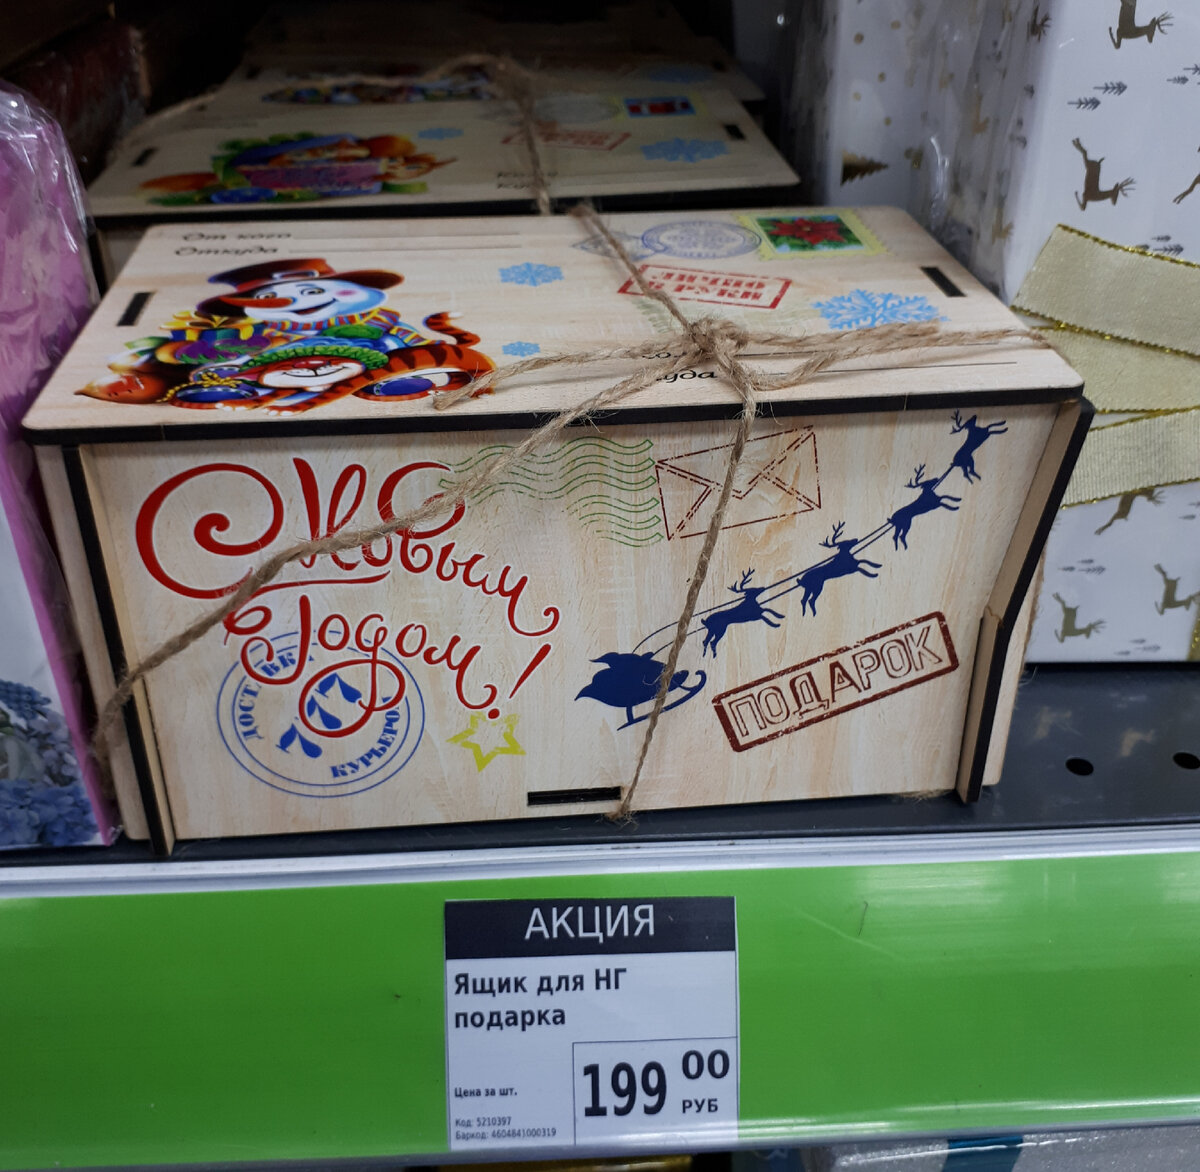 От кого
Откуда
ЛИЧНО
В РУКИ
С Новым
Годом!
ДОСТАВКА
777
КУРЬЕРОМ
ПОДАРОК
АКЦИЯ
Ящик для НГ
подарка
199 00
РУБ
Цена за шт.
Код: 5210397
Баркод: 4604841000319